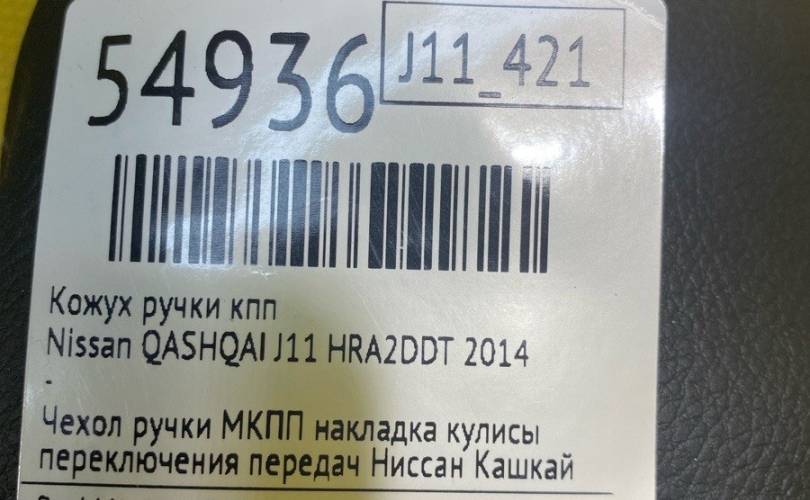 54936
J11_421
Кожух ручки кпп
Nissan QASHQAI J11 HRA2DDT 2014
-
Чехол ручки МКПП накладка кулисы
переключения передач Ниссан Кашкай